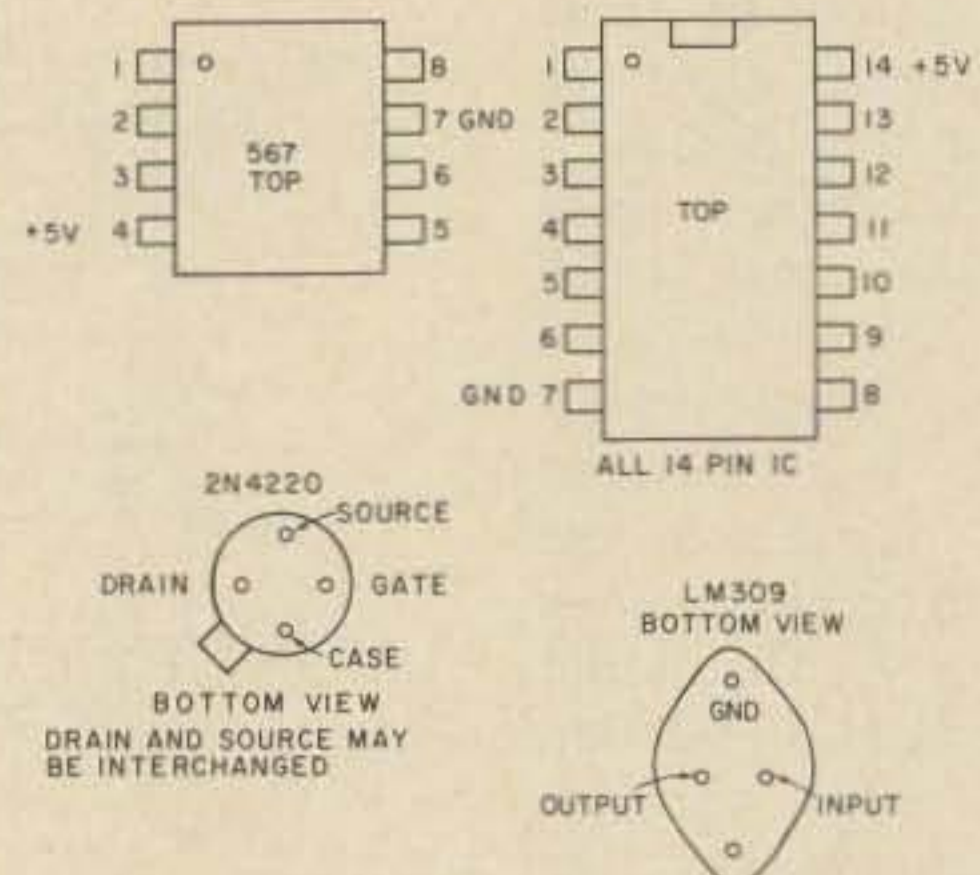 1
8
2
7 GND
567
TOP
3
6
+5V 4
5
1
14 +5V
2
13
3
12
TOP
4
11
5
10
6
9
GND 7
8
ALL 14 PIN IC
2N4220
SOURCE
DRAIN
GATE
CASE
BOTTOM VIEW
DRAIN AND SOURCE MAY
BE INTERCHANGED
LM309
BOTTOM VIEW
GND
OUTPUT
INPUT